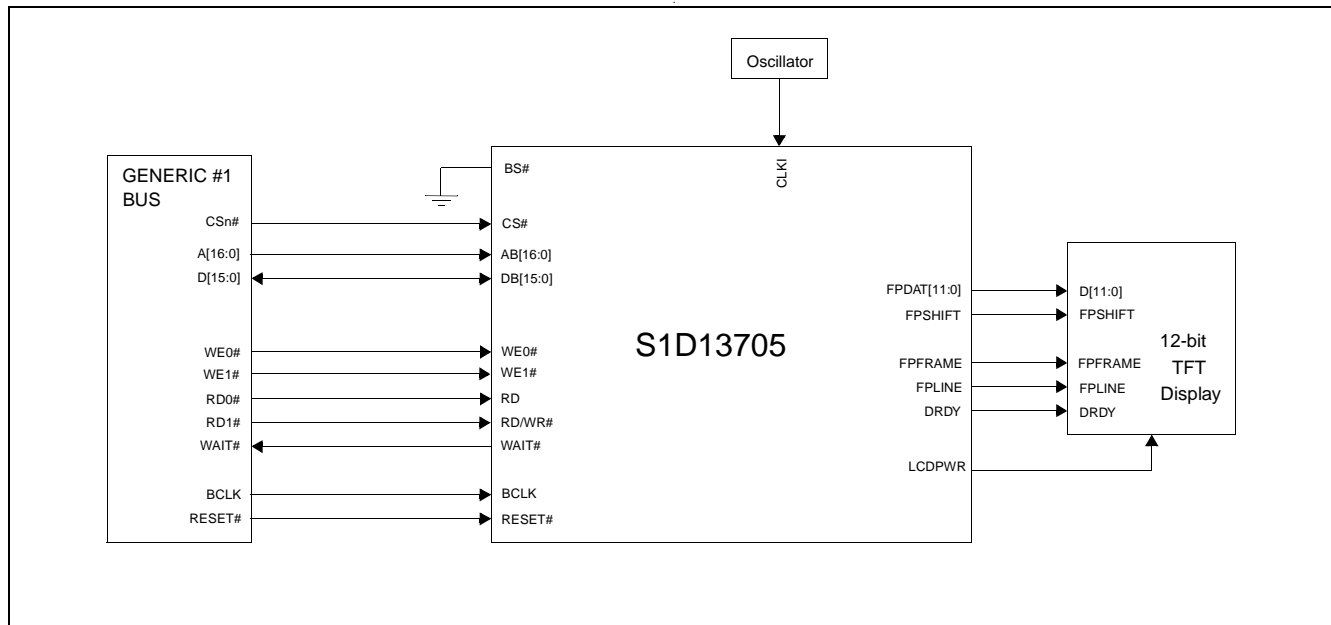 Oscillator
CLKI
GENERIC #1
BUS
CSn#
A[16:0]
D[15:0]
WE0#
WE1#
RD0#
RD1#
WAIT#
BCLK
RESET#
BS#
CS#
AB[16:0]
DB[15:0]
WE0#
WE1#
RD
RD/WR#
WAIT#
BCLK
RESET#
S1D13705
FPDAT[11:0]
FPSHIFT
FPFRAME
FPLINE
DRDY
LCDPWR
D[11:0]
FPSHIFT
FPFRAME
FPLINE
DRDY
12-bit
TFT
Display